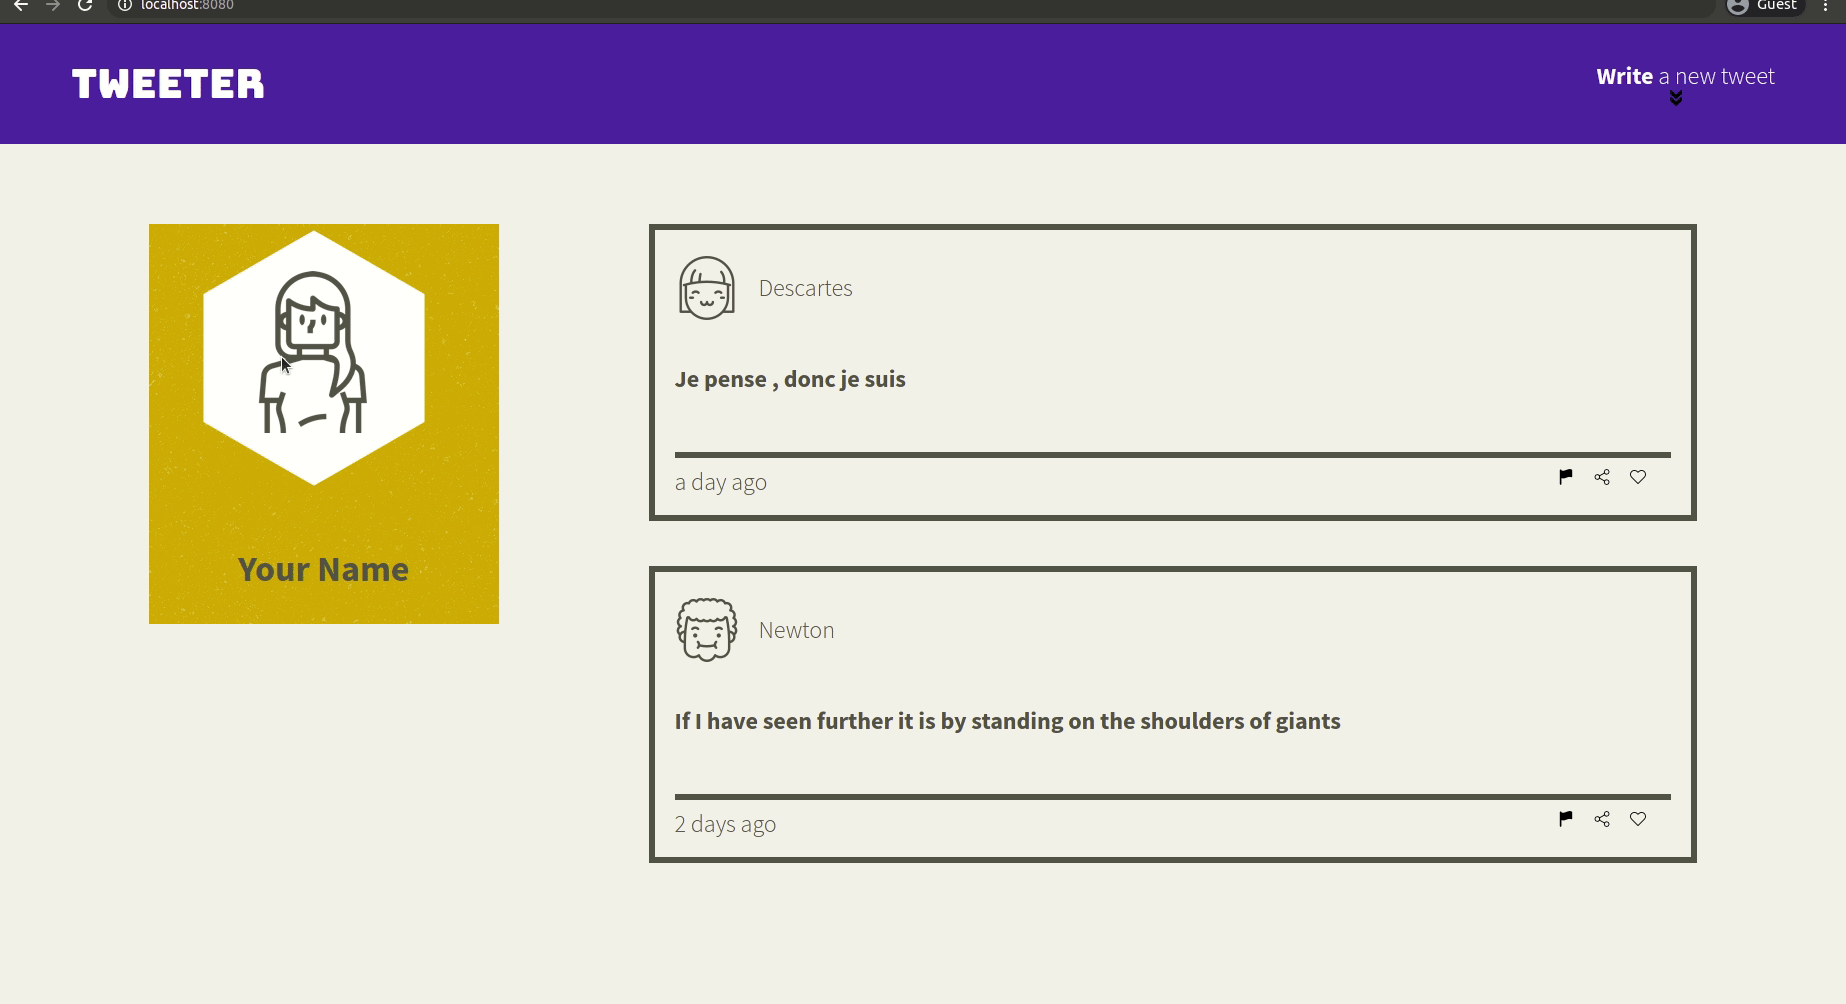 localhost:8080
Guest
TWEETER
Write a new tweet
Your Name
Descartes
Je pense , donc je suis
a day ago
Newton
If I have seen further it is by standing on the shoulders of giants
2 days ago